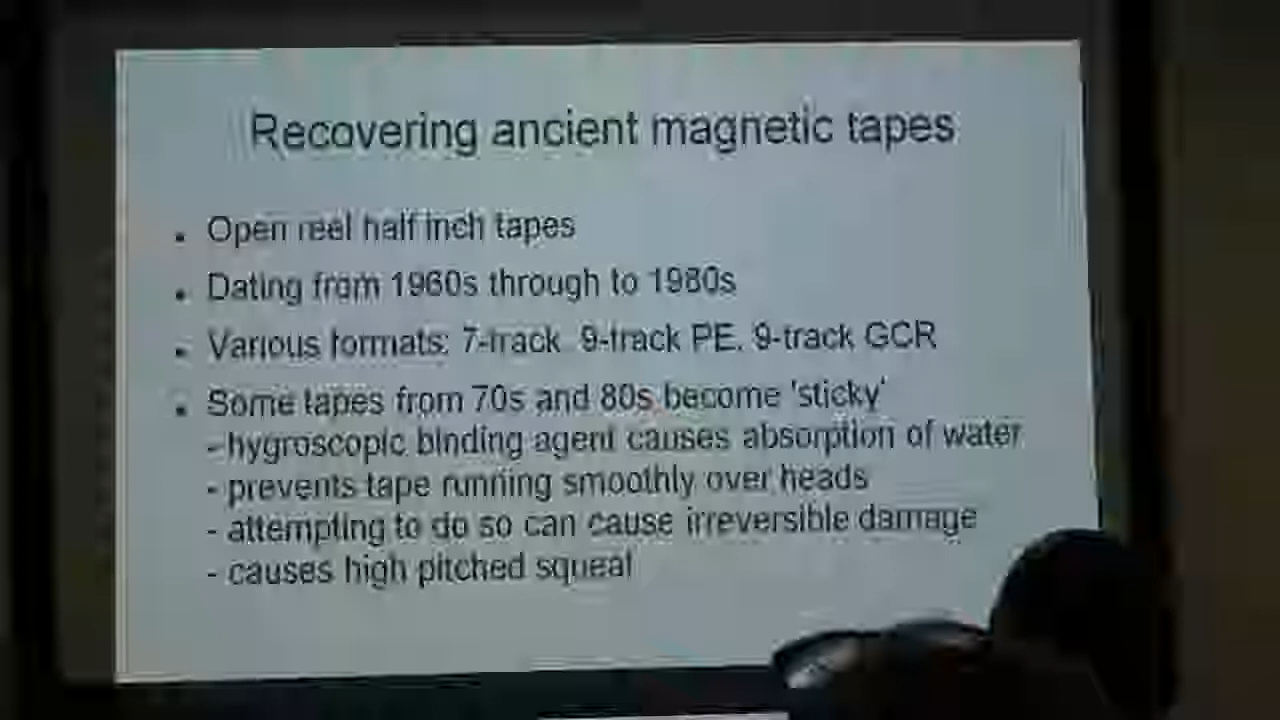 Recovering ancient magnetic tapes
• Open reel half inch tapes
• Dating from 1960s through to 1980s
• Various formats: 7-track, 9-track PE, 9-track GCR
• Some tapes from 70s and 80s become 'sticky'
- hygroscopic binding agent causes absorption of water
- prevents tape running smoothly over heads
- attempting to do so can cause irreversible damage
- causes high pitched squeal